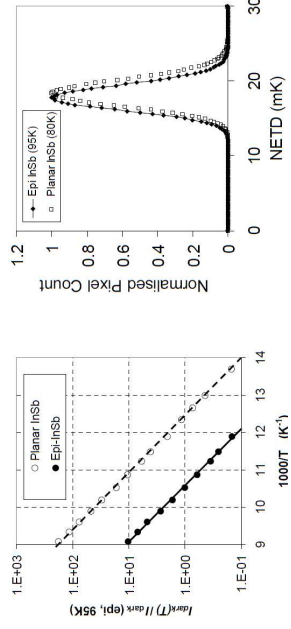 1.2
1
0.8
0.6
0.4
0.2
0
Normalised Pixel Count
Epi InSb (95K)
Planar InSb (80K)
0
10
20
30
NETD (mK)
1.E+03
1.E+02
1.E+01
1.E+00
1.E-01
Idark(T) / Idark (epi, 95K)
Planar InSb
Epi-InSb
9
10
11
12
13
14
1000/T (K-1)